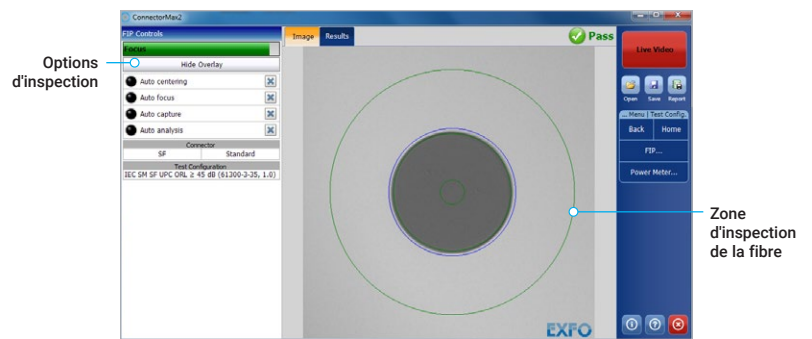 ConnectorMax2
FIP Controls
Focus
Hide Overlay
Auto centering
Auto focus
Auto capture
Auto analysis
Connector
SF Standard
Test Configuration
IEC SM SF UPC ORL ≥ 45 dB (61300-3-35, 1.0)
Options
d'inspection
Image Results
Pass
EXFO
Live Video
Open Save Report
... Menu | Test Config.
Back Home
FIP...
Power Meter...
Zone
d'inspection
de la fibre